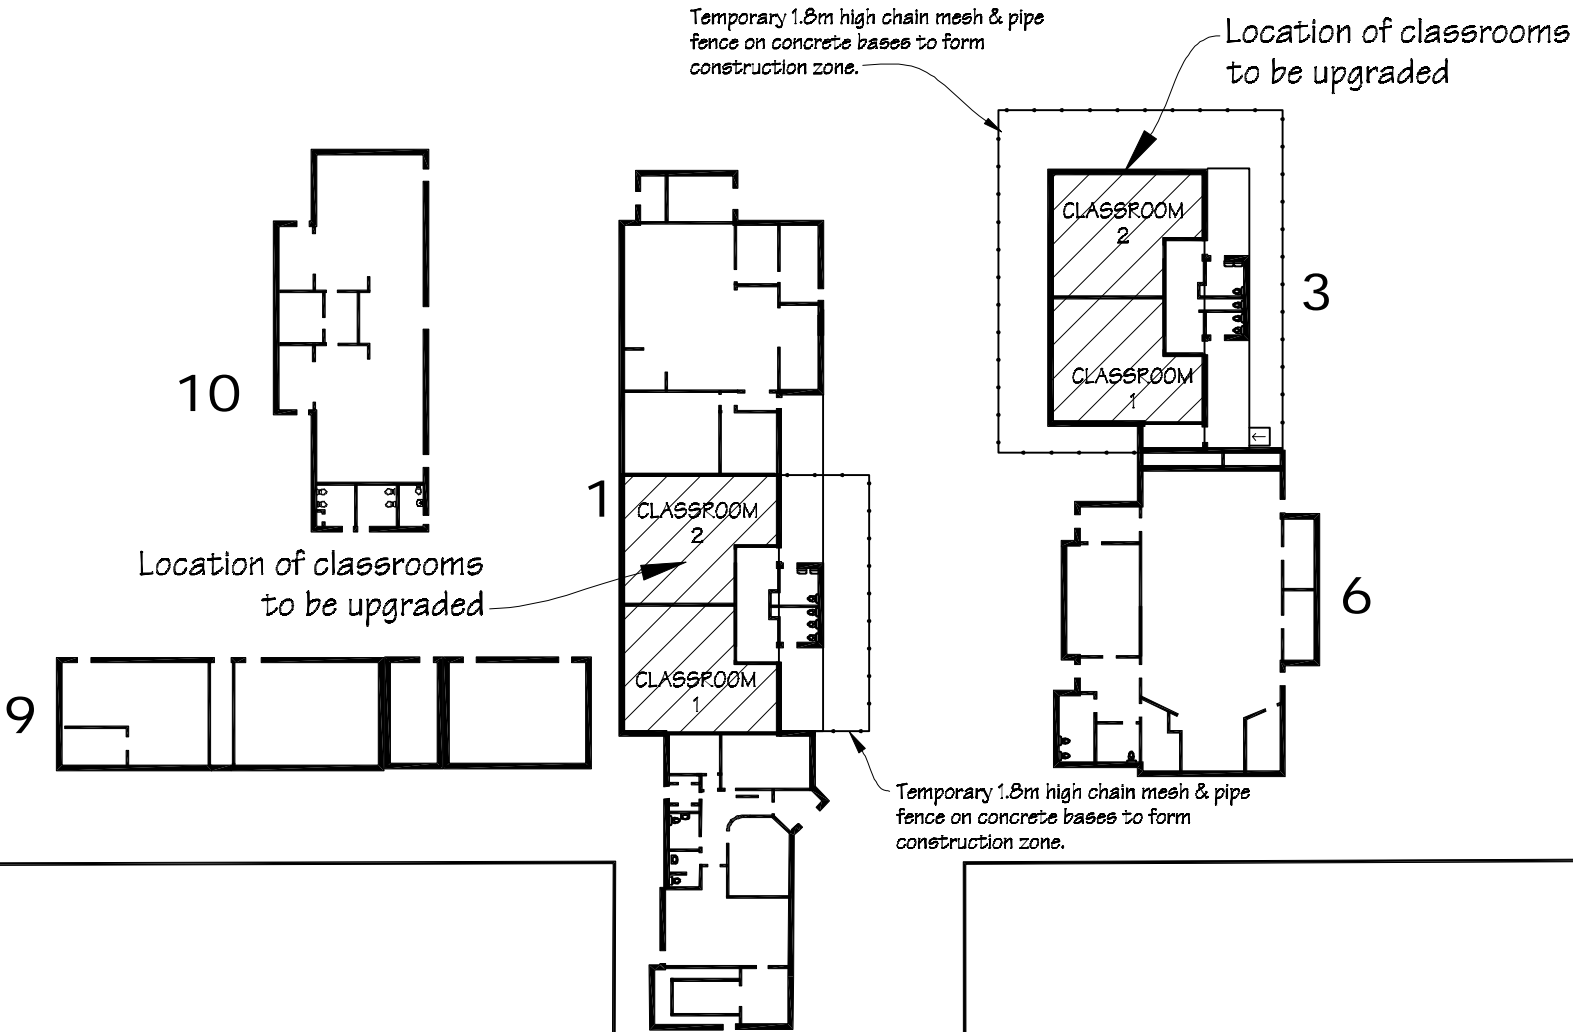 Temporary 1.8m high chain mesh & pipe
fence on concrete bases to form
construction zone.
Location of classrooms
to be upgraded
CLASSROOM
2
3
CLASSROOM
1
10
1
CLASSROOM
2
Location of classrooms
to be upgraded
6
CLASSROOM
1
9
Temporary 1.8m high chain mesh & pipe
fence on concrete bases to form
construction zone.